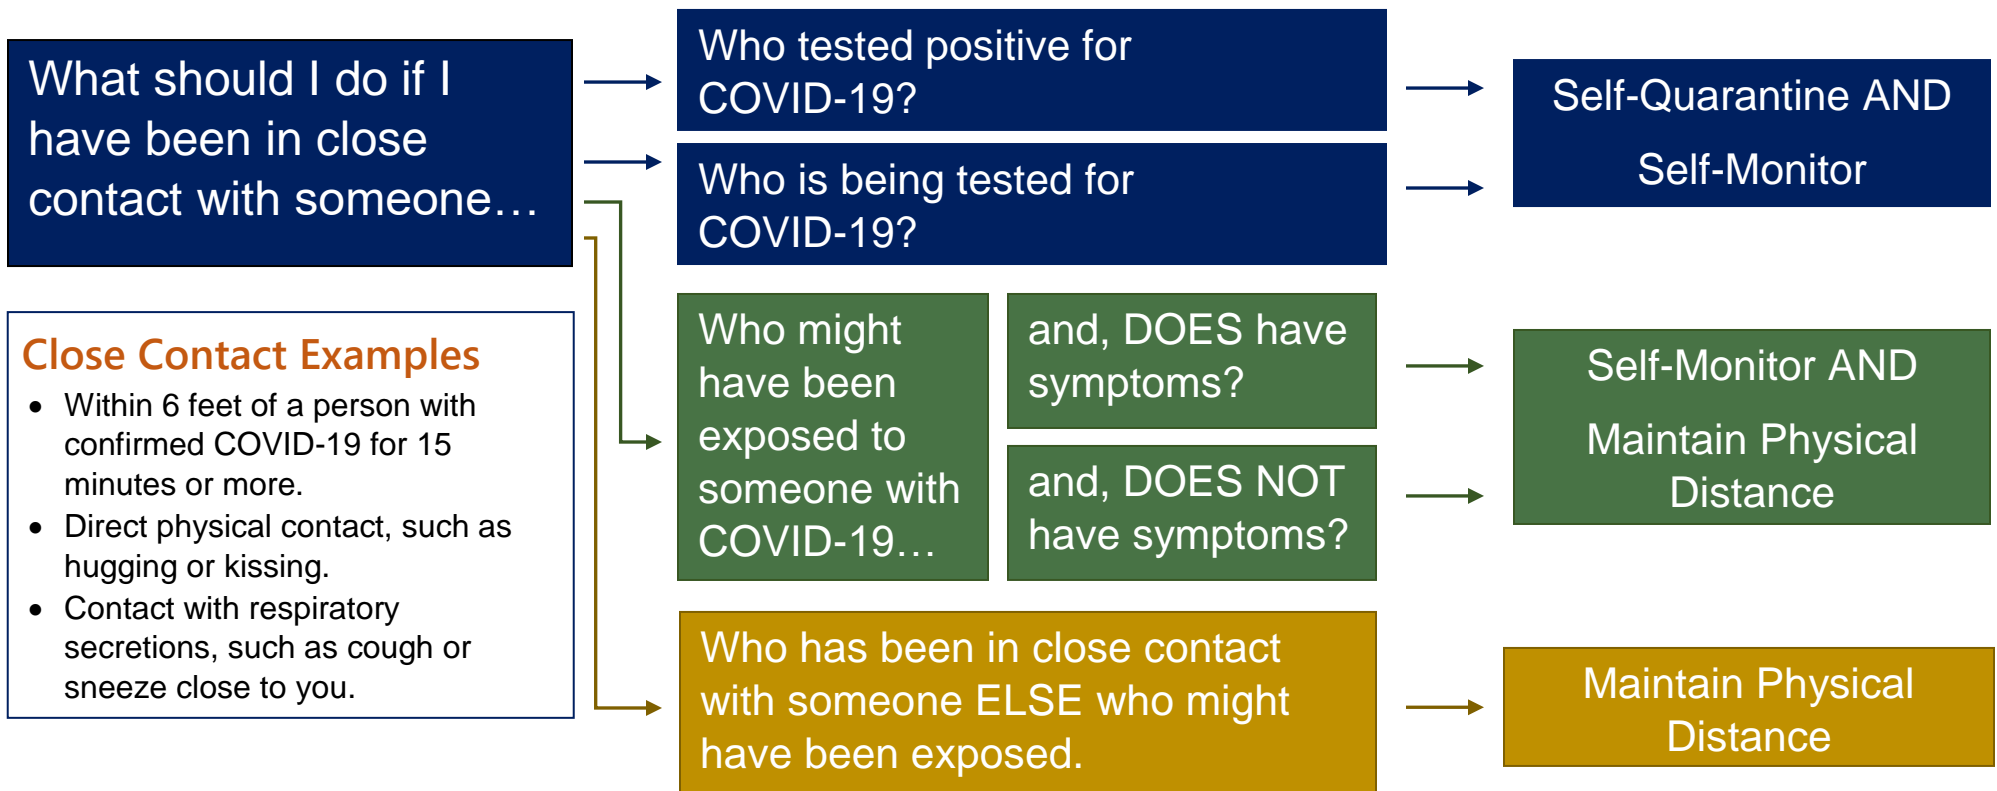 What should I do if I
have been in close
contact with someone…
Who tested positive for
COVID-19?
Who is being tested for
COVID-19?
Self-Quarantine AND
Self-Monitor
Close Contact Examples
• Within 6 feet of a person with
confirmed COVID-19 for 15
minutes or more.
• Direct physical contact, such as
hugging or kissing.
• Contact with respiratory
secretions, such as cough or
sneeze close to you.
Who might
have been
exposed to
someone with
COVID-19…
and, DOES have
symptoms?
and, DOES NOT
have symptoms?
Self-Monitor AND
Maintain Physical
Distance
Who has been in close contact
with someone ELSE who might
have been exposed.
Maintain Physical
Distance